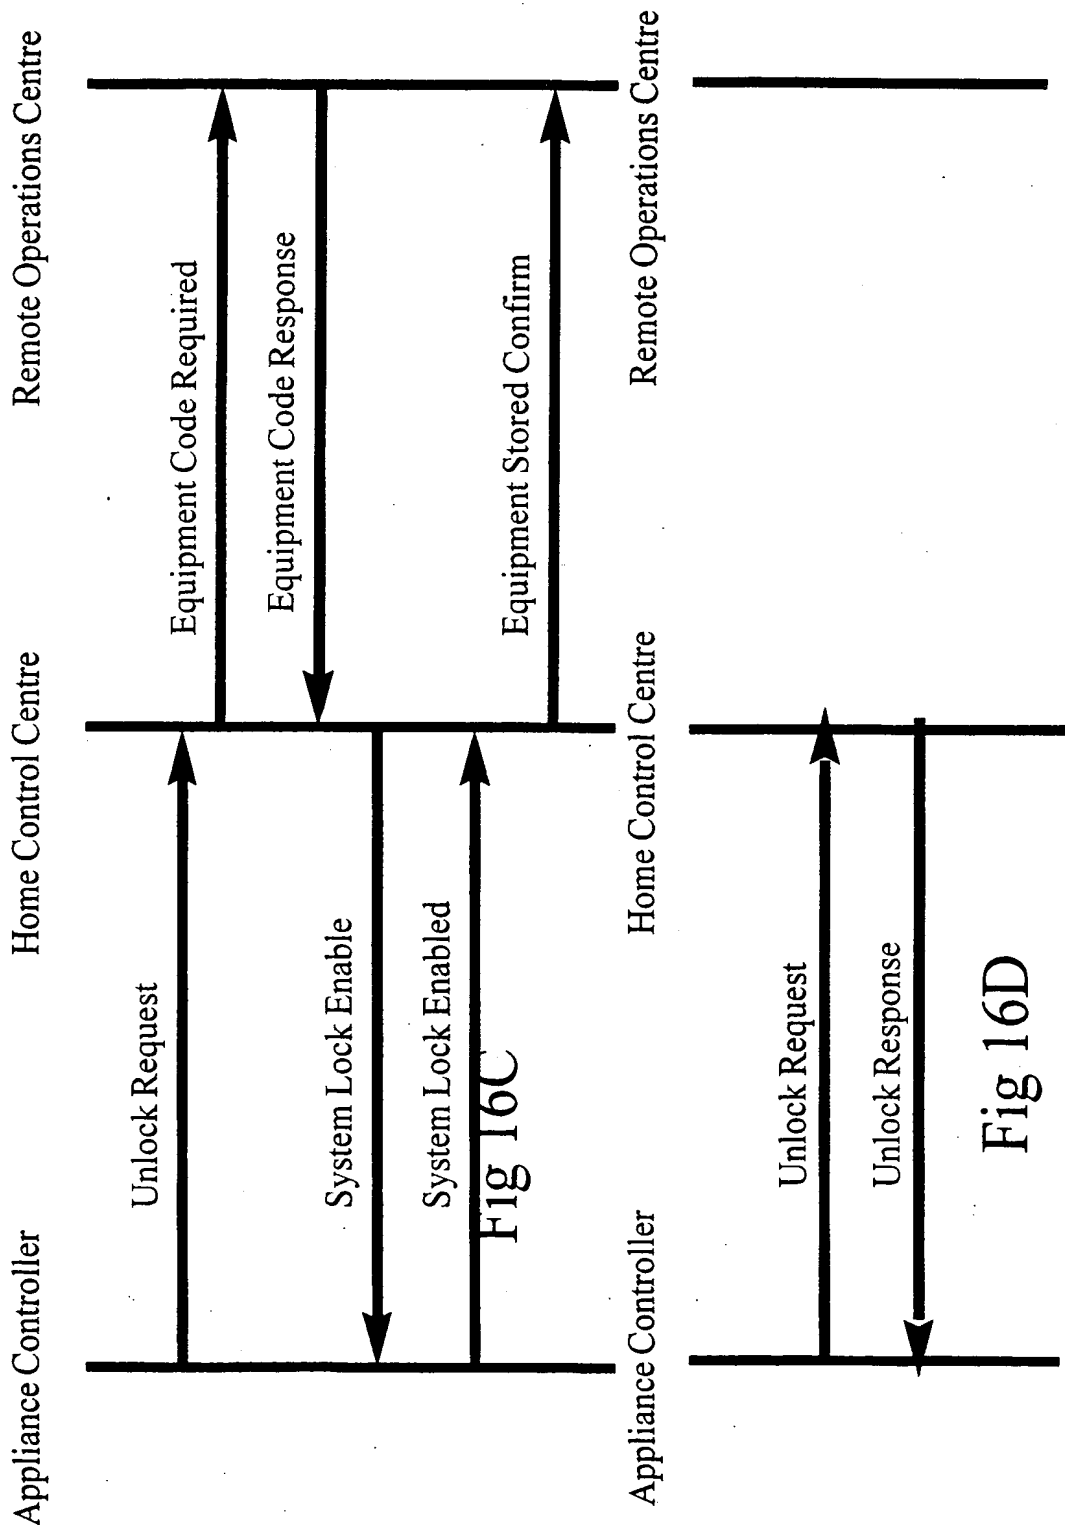 Appliance Controller
Home Control Centre
Remote Operations Centre
Unlock Request
Equipment Code Required
Equipment Code Response
System Lock Enable
System Lock Enabled
Equipment Stored Confirm
Fig 16C
Appliance Controller
Home Control Centre
Remote Operations Centre
Unlock Request
Unlock Response
Fig 16D